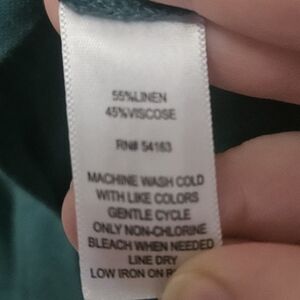 55%LINEN
45%VISCOSE
RN# 54163
MACHINE WASH COLD
WITH LIKE COLORS
GENTLE CYCLE
ONLY NON-CHLORINE
BLEACH WHEN NEEDED
LINE DRY
LOW IRON ON